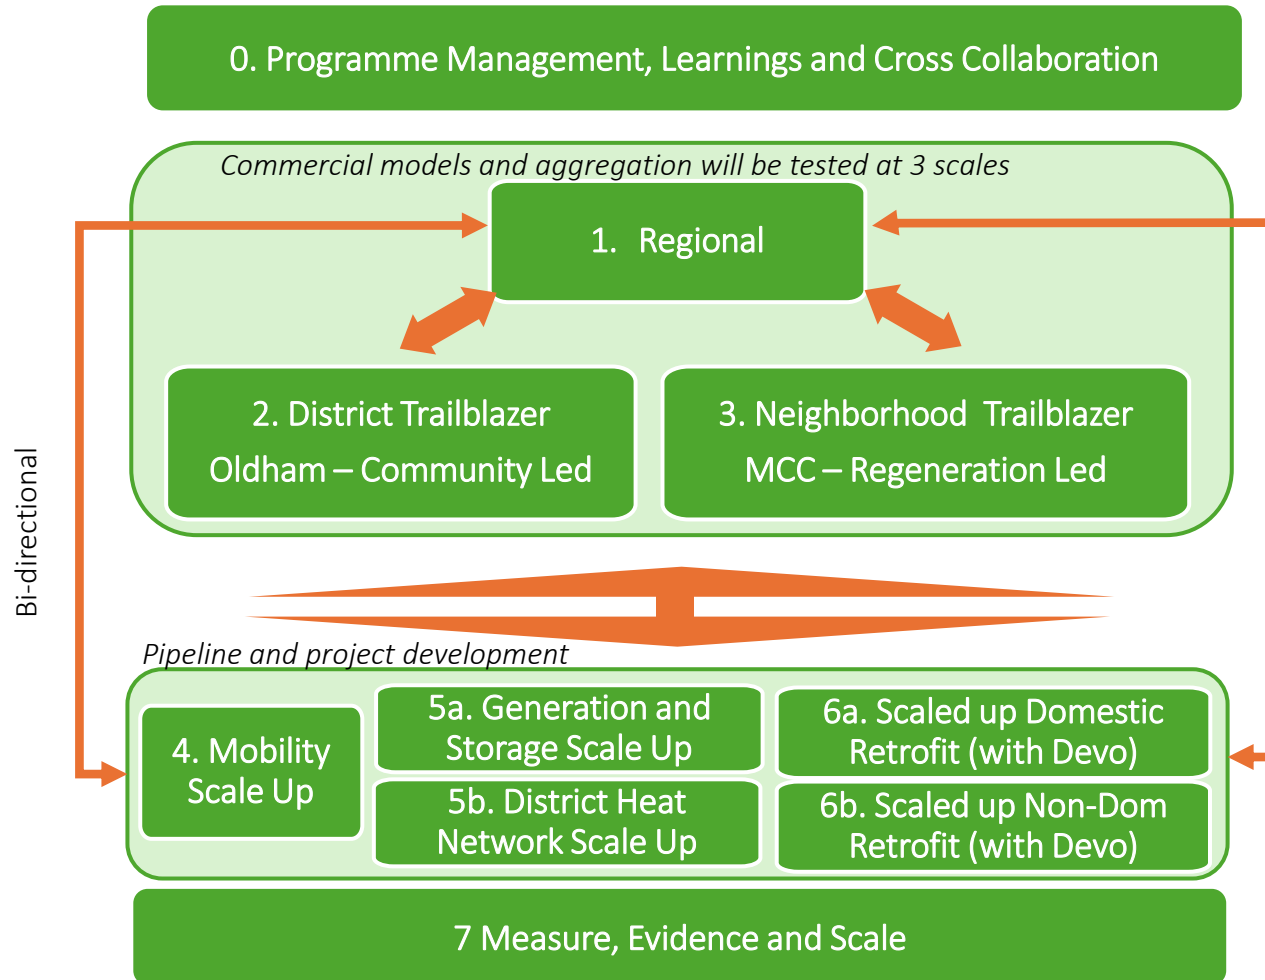 0. Programme Management, Learnings and Cross Collaboration
Commercial models and aggregation will be tested at 3 scales
1. Regional
2. District Trailblazer
Oldham – Community Led
3. Neighborhood Trailblazer
MCC – Regeneration Led
Bi-directional
Pipeline and project development
4. Mobility
Scale Up
5a. Generation and
Storage Scale Up
5b. District Heat
Network Scale Up
6a. Scaled up Domestic
Retrofit (with Devo)
6b. Scaled up Non-Dom
Retrofit (with Devo)
7 Measure, Evidence and Scale